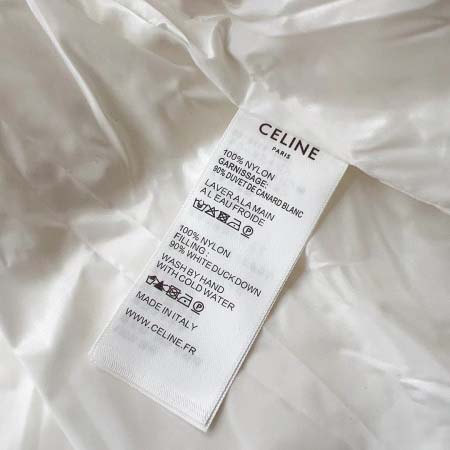 CELINE
PARIS
100% NYLON
GARNISSAGE:
90% DUVET DE CANARD BLANC
LAVER A LA MAIN
A L EAU FROIDE
100% NYLON
FILLING :
90% WHITE DUCK DOWN
WASH BY HAND
WITH COLD WATER
MADE IN ITALY
WWW.CELINE.FR